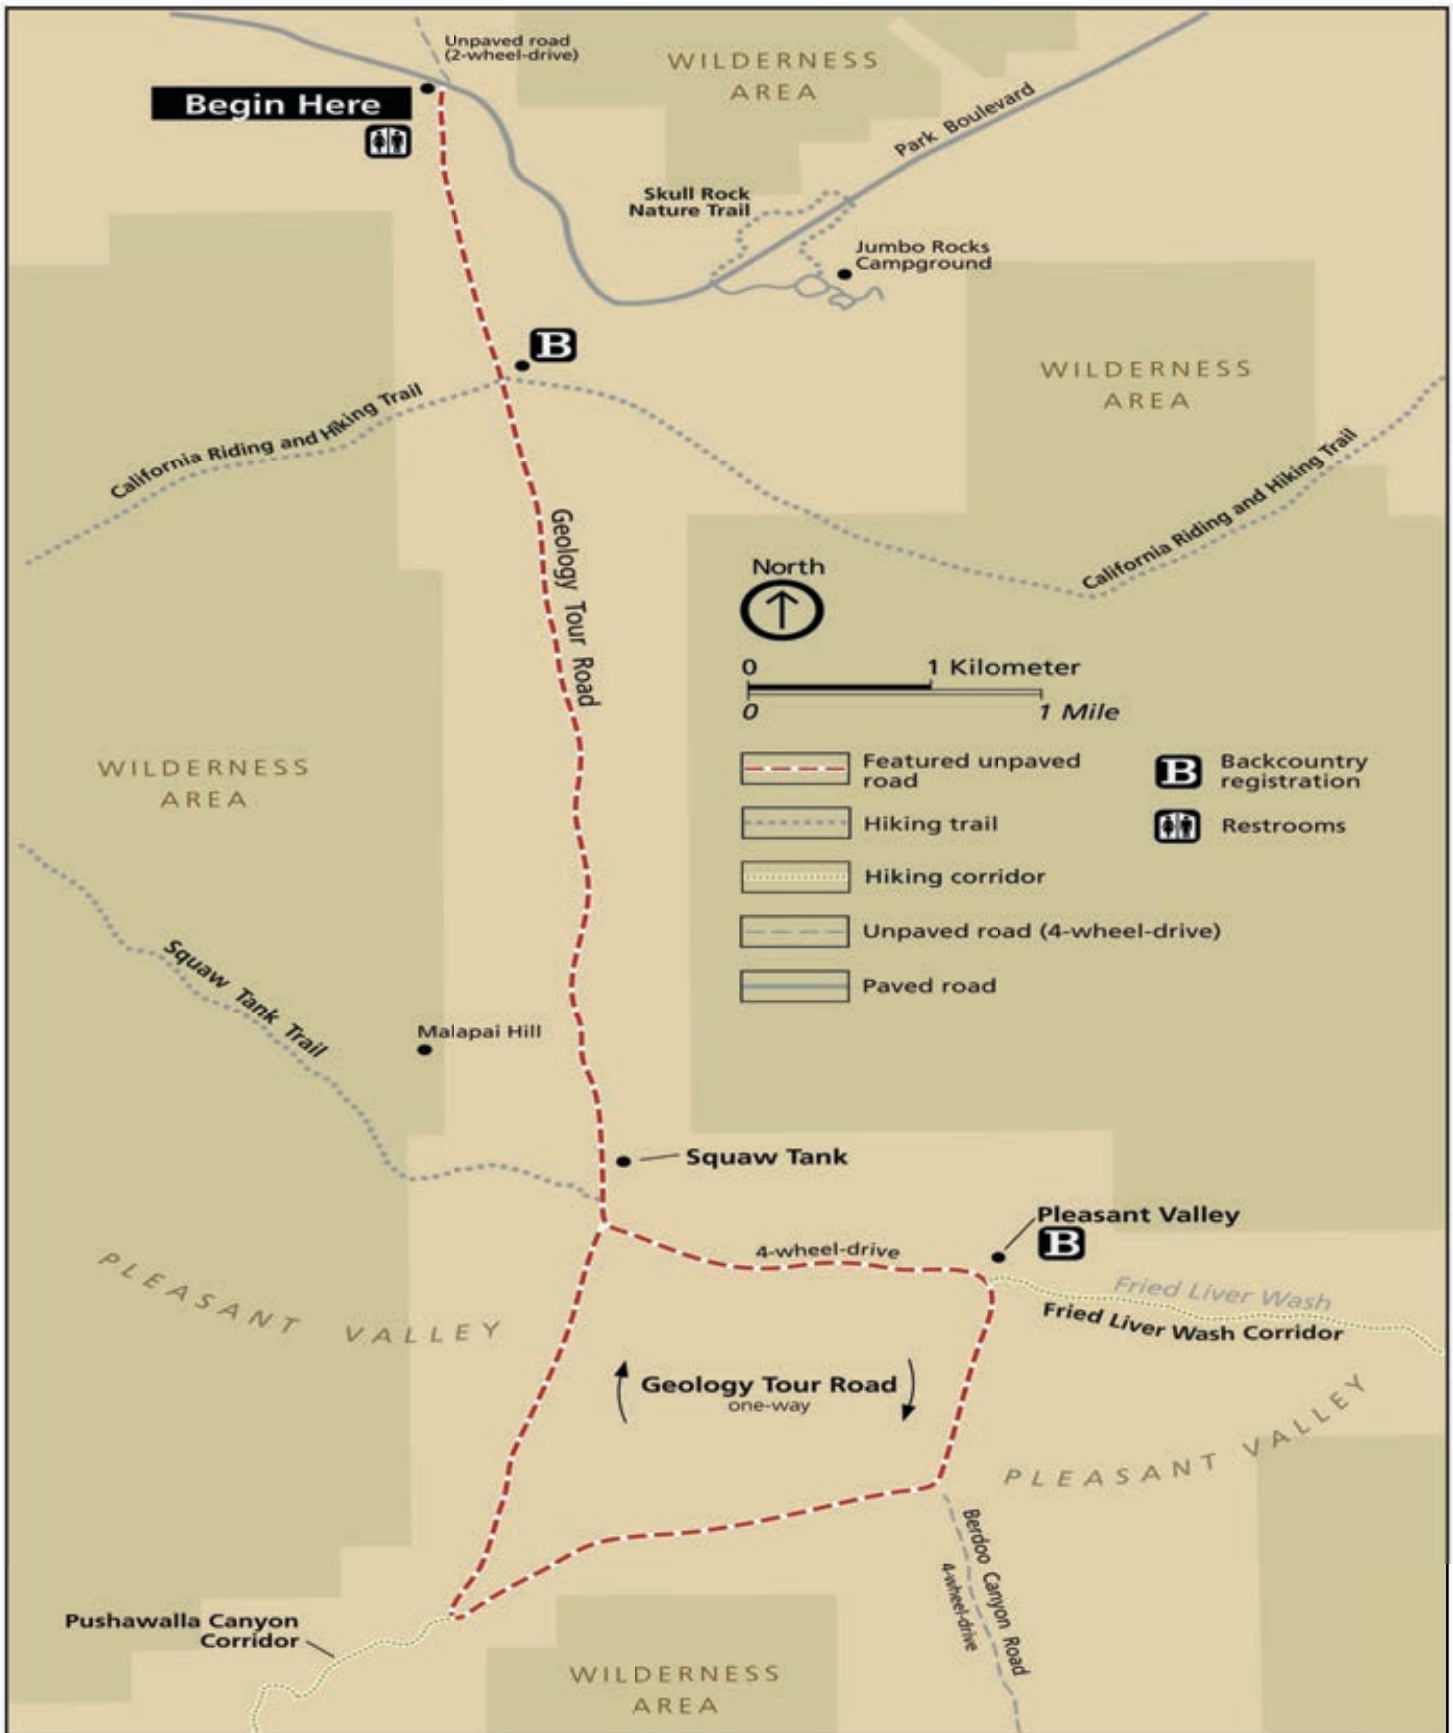 Unpaved road
(2-wheel-drive)
WILDERNESS
AREA
Begin Here
Park Boulevard
Skull Rock
Nature Trail
Jumbo Rocks
Campground
B
WILDERNESS
AREA
California Riding and Hiking Trail
California Riding and Hiking Trail
Geology Tour Road
North
0 1 Kilometer
0 1 Mile
WILDERNESS
AREA
Featured unpaved
road
B
Backcountry
registration
Hiking trail
Restrooms
Hiking corridor
Unpaved road (4-wheel-drive)
Paved road
Squaw Tank Trail
Malapai Hill
Squaw Tank
Pleasant Valley
B
4-wheel-drive
PLEASANT VALLEY
Fried Liver Wash
Fried Liver Wash Corridor
Geology Tour Road
one-way
PLEASANT VALLEY
Berdoo Canyon Road
4-wheel-drive
Pushawalla Canyon
Corridor
WILDERNESS
AREA